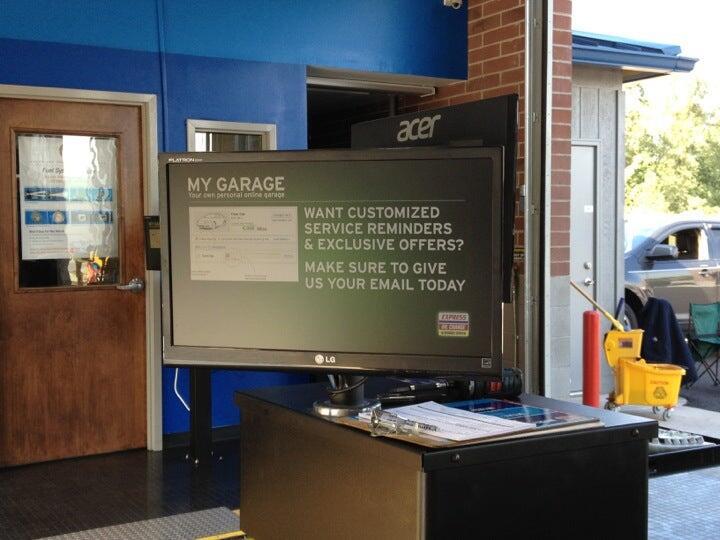 FLATRON
acer
MY GARAGE
Your own personal online garage
WANT CUSTOMIZED
SERVICE REMINDERS
& EXCLUSIVE OFFERS?
MAKE SURE TO GIVE
US YOUR EMAIL TODAY
EXPRESS
OIL CHANGE
LG
Fuel
CAUTION